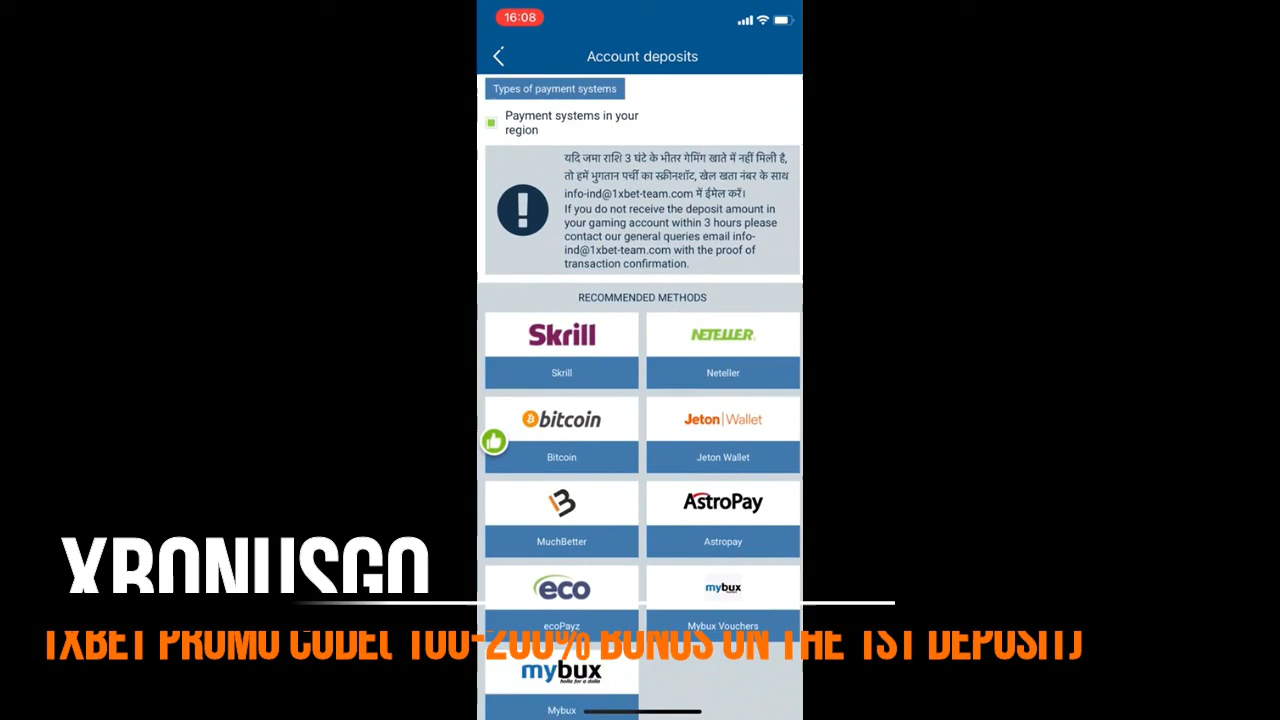 16:08
Account deposits
Types of payment systems
Payment systems in your
region
यदि जमा राशि 3 घंटे के भीतर गेमिंग खाते में नहीं मिली है,
तो हमें भुगतान पर्ची का स्क्रीनशॉट, खेल खता नंबर के साथ
info-ind@1xbet-team.com में ईमेल करें।
If you do not receive the deposit amount in
your gaming account within 3 hours please
contact our general queries email info-
ind@1xbet-team.com with the proof of
transaction confirmation.
RECOMMENDED METHODS
Skrill
NETELLER
Skrill
Neteller
bitcoin
Jeton|Wallet
Bitcoin
Jeton Wallet
AstroPay
MuchBetter
Astropay
eco
mybux
ecoPayz
Mybux Vouchers
XBONUSGO
1XBET PROMO CODE( 100-200% BONUS ON THE 1ST DEPOSIT)
mybux
holla for a dolla
Mybux